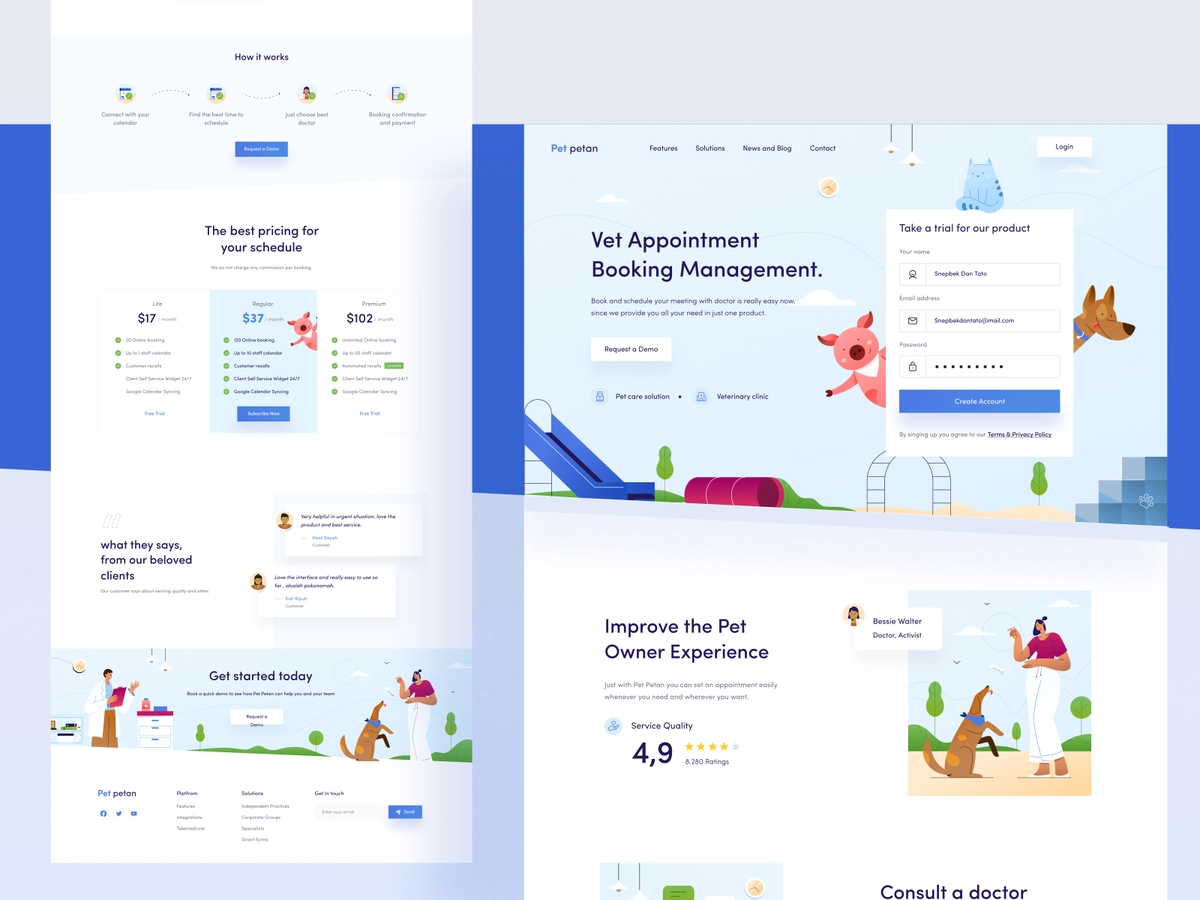 How it works
Connect with your
calendar
Find the best time to
schedule
Just choose best
doctor
Booking confirmation
and payment
Request a Demo
The best pricing for
your schedule
We do not charge any commission per booking.
Lite
$17 / month
20 Online booking
Up to 1 staff calendar
Customer recalls
Client Self Service Widget 24/7
Google Calendar Syncing
Free Trial
Regular
$37 / month
120 Online booking
Up to 10 staff calendar
Customer recalls
Client Self Service Widget 24/7
Google Calendar Syncing
Subscribe Now
Premium
$102 / month
Unlimited Online booking
Up to 50 staff calendar
Automated recalls
Client Self Service Widget 24/7
Google Calendar Syncing
Free Trial
what they says,
from our beloved
clients
Our customer says about serving quality and other.
Very helpful in urgent situation, love the
product and best service.
Customer
Love the interface and really easy to use so
far , alualah pokonamah.
Customer
Get started today
Book a quick demo to see how Pet Petan can help you and your team
Request a
Demo
Pet petan
Platfrom
Features
Integrations
Telemedicine
Solutions
Independent Practices
Corporate Groups
Specialists
Smart forms
Get in touch
Enter your email
Send
Pet petan
Features
Solutions
News and Blog
Contact
Login
Vet Appointment
Booking Management.
Book and schedule your meeting with doctor is really easy now,
since we provide you all your need in just one product.
Request a Demo
Pet care solution
Veterinary clinic
Take a trial for our product
Your name
Snepbek Dan Tato
Email address
Snepbekdantato@mail.com
Password
Create Account
By singing up you agree to our Terms & Privacy Policy
Improve the Pet
Owner Experience
Just with Pet Petan you can set an appointment easily
whenever you need and wherever you want.
Service Quality
4,9
8.280 Ratings
Bessie Walter
Doctor, Activist
Consult a doctor